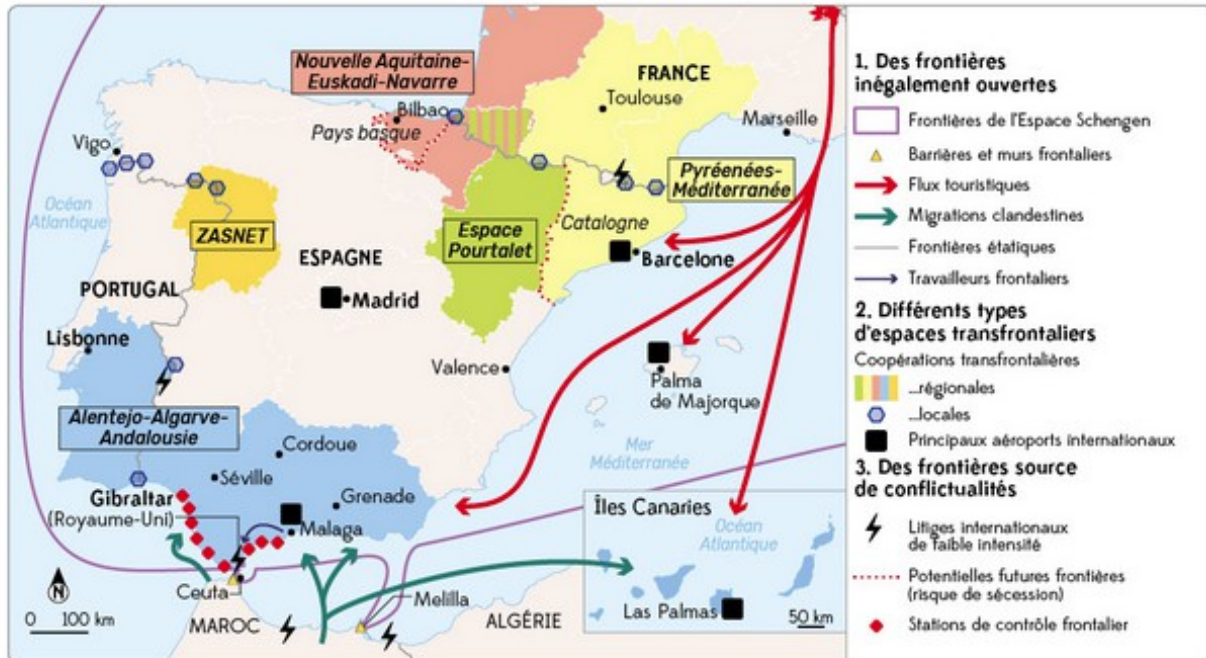 Nouvelle Aquitaine-
Euskadi-Navarre
FRANCE
Bilbao
Toulouse
Pays basque
Marseille
Vigo
Océan
Atlantique
Pyrénées-
Méditerranée
ZASNET
Espace
Pourtalet
Catalogne
ESPAGNE
Barcelone
PORTUGAL
Madrid
Lisbonne
Valence
Palma
de Majorque
Alentejo-Algarve-
Andalousie
Cordoue
Mer
Méditerranée
Séville
Gibraltar
(Royaume-Uni)
Grenade
Malaga
Îles Canaries
Océan
Atlantique
N
Ceuta
Melilla
Las Palmas
0 100 km
MAROC
ALGÉRIE
50 km
1. Des frontières
inégalement ouvertes
Frontières de l'Espace Schengen
Barrières et murs frontaliers
Flux touristiques
Migrations clandestines
Frontières étatiques
Travailleurs frontaliers
2. Différents types
d'espaces transfrontaliers
Coopérations transfrontalières
...régionales
...locales
Principaux aéroports internationaux
3. Des frontières source
de conflictualités
Litiges internationaux
de faible intensité
Potentielles futures frontières
(risque de sécession)
Stations de contrôle frontalier